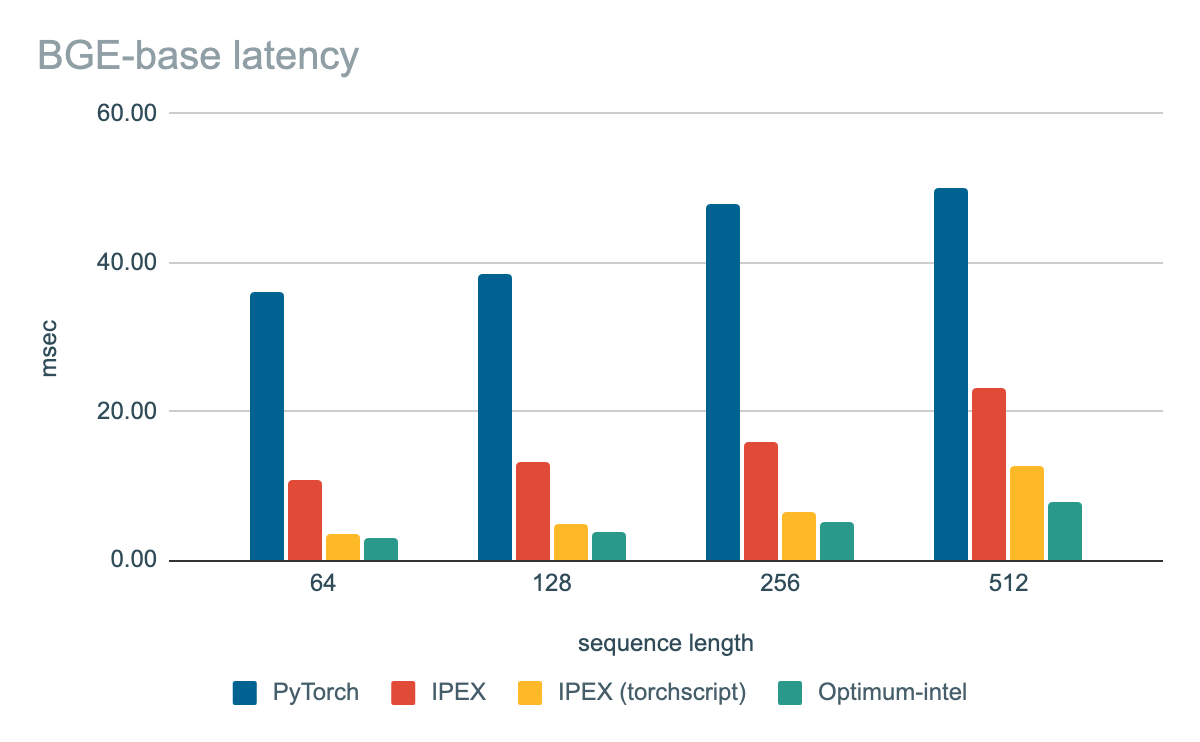 BGE-base latency
60.00
40.00
20.00
0.00
msec
64 128 256 512
sequence length
PyTorch IPEX IPEX (torchscript) Optimum-intel